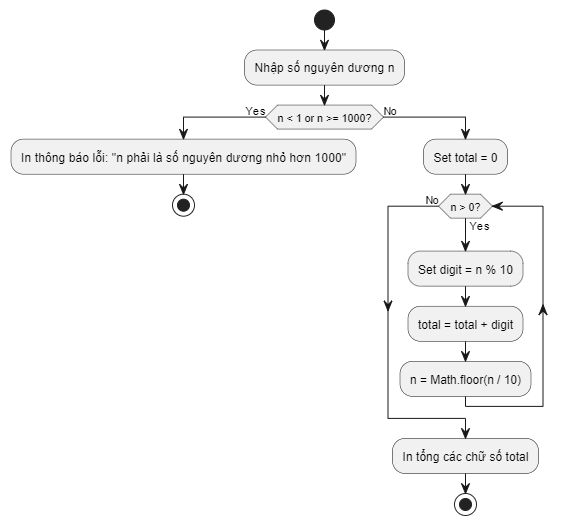 Nhập số nguyên dương n
Yes
n < 1 or n >= 1000?
No
In thông báo lỗi: "n phải là số nguyên dương nhỏ hơn 1000"
Set total = 0
No
n > 0?
Yes
Set digit = n % 10
total = total + digit
n = Math.floor(n / 10)
In tổng các chữ số total